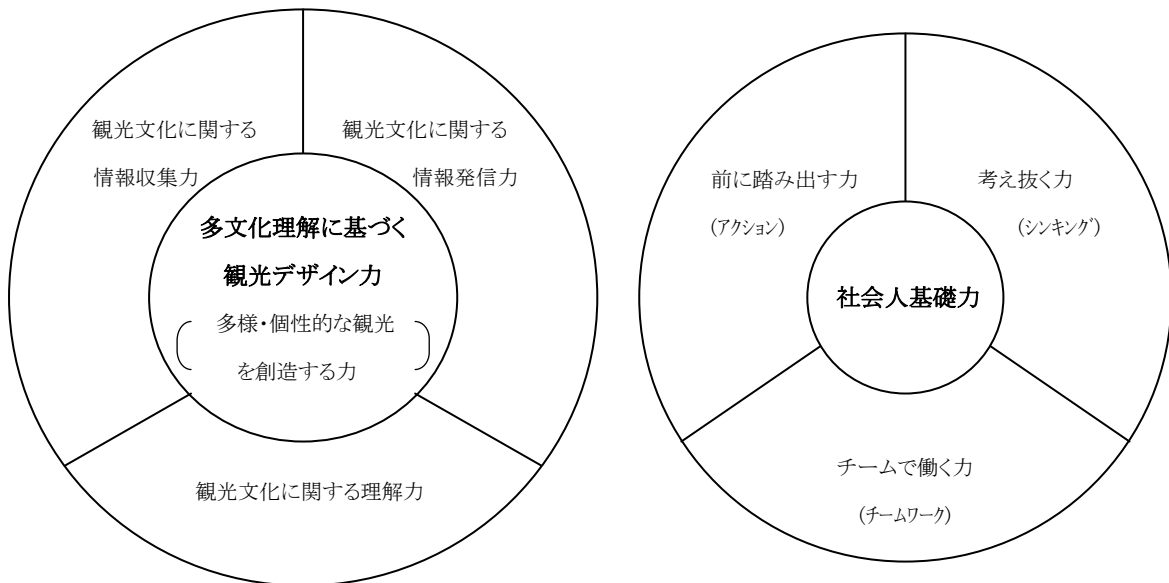 観光文化に関する
情報収集力
観光文化に関する
情報発信力
多文化理解に基づく
観光デザイン力
多様・個性的な観光
を創造する力
観光文化に関する理解力
前に踏み出す力
(ｱｸｼｮﾝ)
考え抜く力
(ｼﾝｷﾝｸﾞ)
社会人基礎力
チームで働く力
(ﾁｰﾑﾜｰｸ)